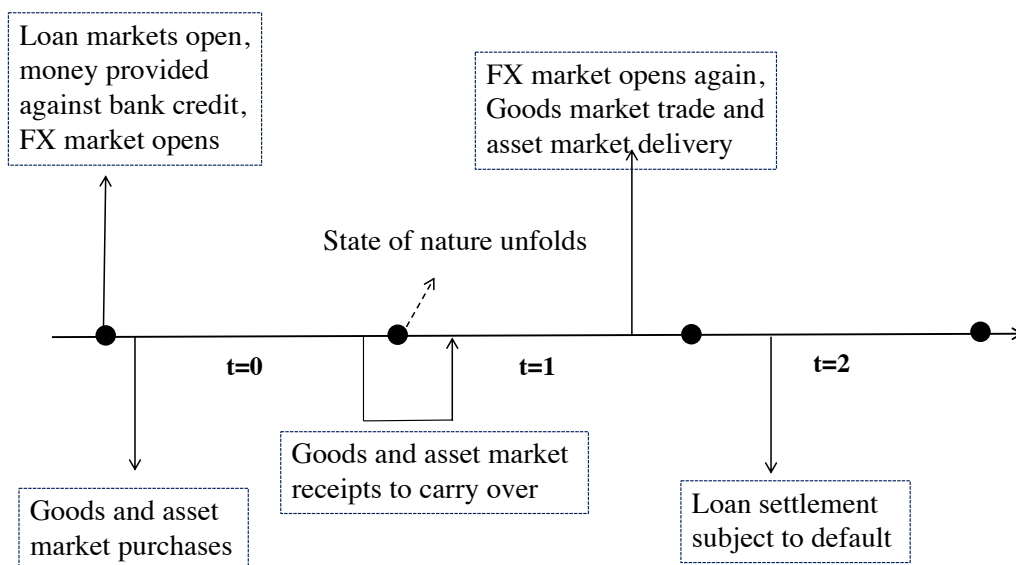 Loan markets open,
money provided
against bank credit,
FX market opens
FX market opens again,
Goods market trade and
asset market delivery
State of nature unfolds
t=0
t=1
t=2
Goods and asset market
receipts to carry over
Goods and asset
market purchases
Loan settlement
subject to default